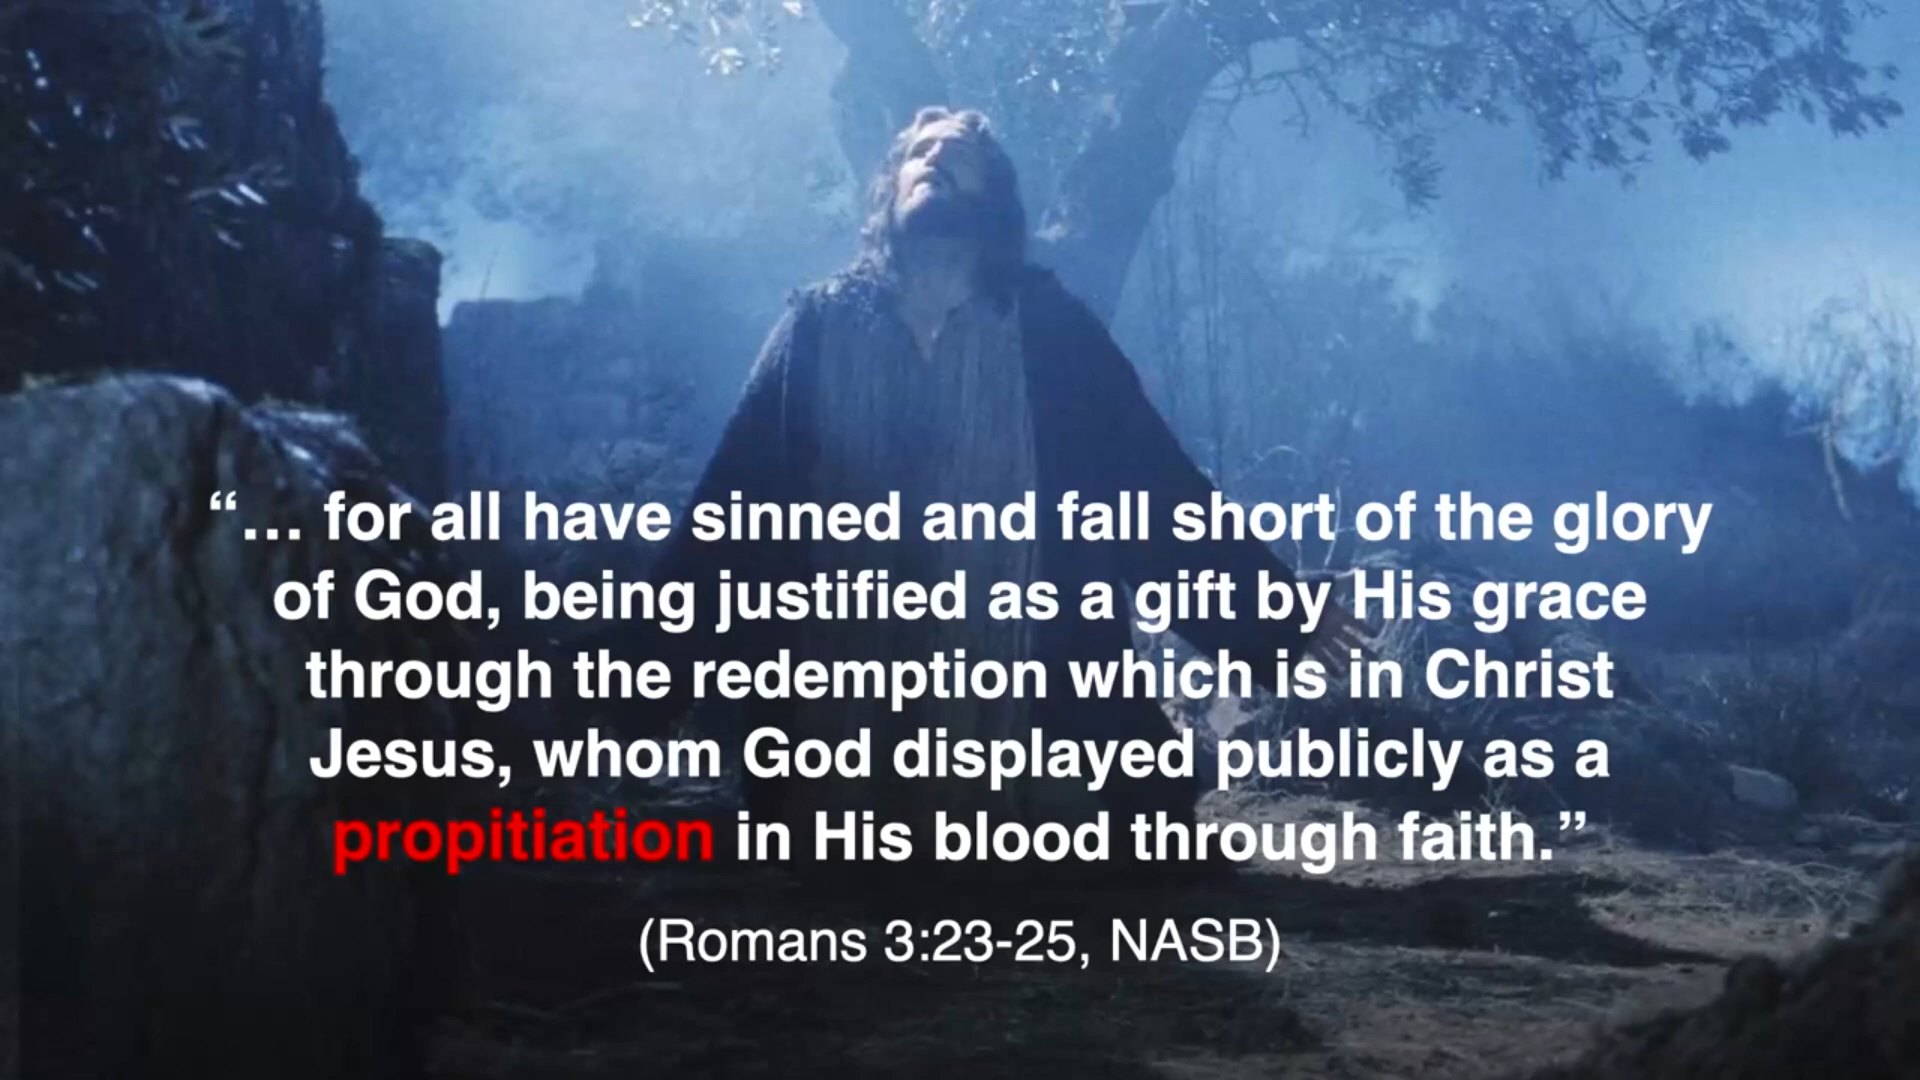 “… for all have sinned and fall short of the glory
of God, being justified as a gift by His grace
through the redemption which is in Christ
Jesus, whom God displayed publicly as a
propitiation in His blood through faith.”
(Romans 3:23-25, NASB)